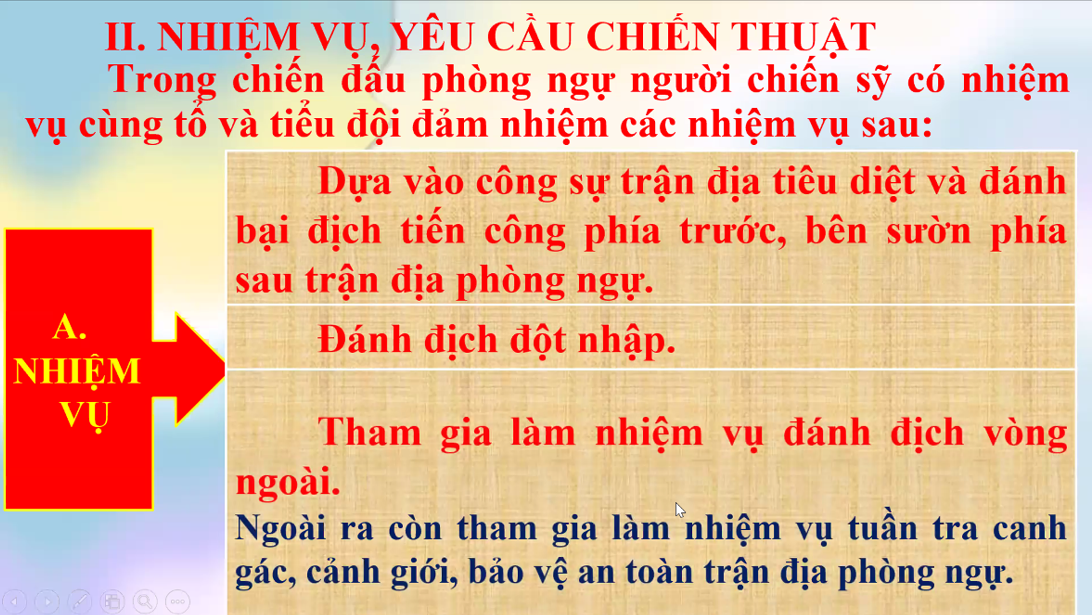 II. NHIỆM VỤ, YÊU CẦU CHIẾN THUẬT
Trong chiến đấu phòng ngự người chiến sỹ có nhiệm
vụ cùng tổ và tiểu đội đảm nhiệm các nhiệm vụ sau:
A.
NHIỆM
VỤ
Dựa vào công sự trận địa tiêu diệt và đánh
bại địch tiến công phía trước, bên sườn phía
sau trận địa phòng ngự.
Đánh địch đột nhập.
Tham gia làm nhiệm vụ đánh địch vòng
ngoài.
Ngoài ra còn tham gia làm nhiệm vụ tuần tra canh
gác, cảnh giới, bảo vệ an toàn trận địa phòng ngự.